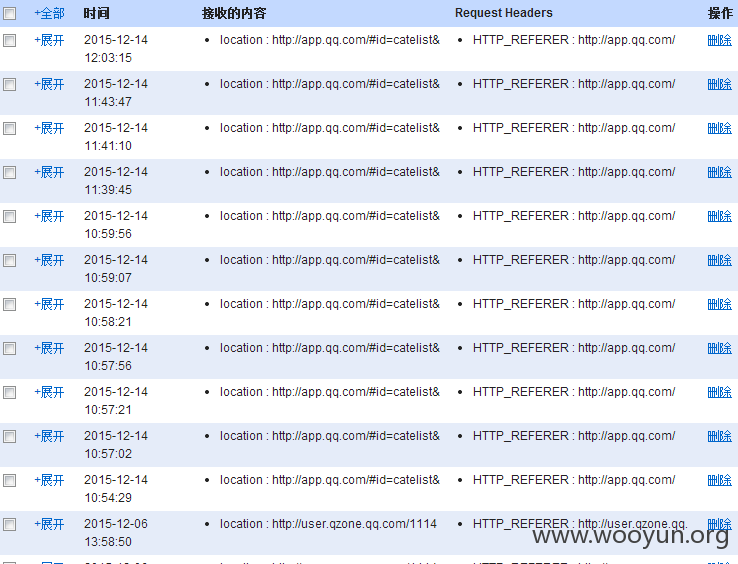 +全部 时间 接收的内容 Request Headers 操作
+展开 2015-12-14 • location : http://app.qq.com/#id=catelist& • HTTP_REFERER : http://app.qq.com/ 删除
12:03:15
+展开 2015-12-14 • location : http://app.qq.com/#id=catelist& • HTTP_REFERER : http://app.qq.com/ 删除
11:43:47
+展开 2015-12-14 • location : http://app.qq.com/#id=catelist& • HTTP_REFERER : http://app.qq.com/ 删除
11:41:10
+展开 2015-12-14 • location : http://app.qq.com/#id=catelist& • HTTP_REFERER : http://app.qq.com/ 删除
11:39:45
+展开 2015-12-14 • location : http://app.qq.com/#id=catelist& • HTTP_REFERER : http://app.qq.com/ 删除
10:59:56
+展开 2015-12-14 • location : http://app.qq.com/#id=catelist& • HTTP_REFERER : http://app.qq.com/ 删除
10:59:07
+展开 2015-12-14 • location : http://app.qq.com/#id=catelist& • HTTP_REFERER : http://app.qq.com/ 删除
10:58:21
+展开 2015-12-14 • location : http://app.qq.com/#id=catelist& • HTTP_REFERER : http://app.qq.com/ 删除
10:57:56
+展开 2015-12-14 • location : http://app.qq.com/#id=catelist& • HTTP_REFERER : http://app.qq.com/ 删除
10:57:21
+展开 2015-12-14 • location : http://app.qq.com/#id=catelist& • HTTP_REFERER : http://app.qq.com/ 删除
10:57:02
+展开 2015-12-14 • location : http://app.qq.com/#id=catelist& • HTTP_REFERER : http://app.qq.com/ 删除
10:54:29
+展开 2015-12-06 • location : http://user.qzone.qq.com/1114 • HTTP_REFERER : http://user.qzone.qq. 删除
13:58:50
www.wooyun.org